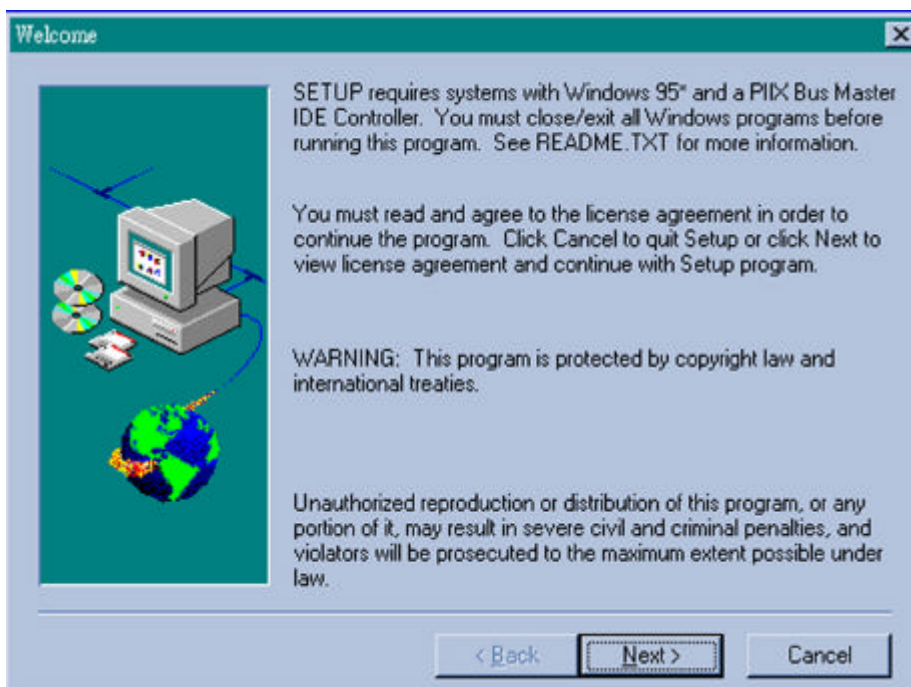 Welcome
SETUP requires systems with Windows 95* and a PIIX Bus Master
IDE Controller. You must close/exit all Windows programs before
running this program. See README.TXT for more information.
You must read and agree to the license agreement in order to
continue the program. Click Cancel to quit Setup or click Next to
view license agreement and continue with Setup program.
WARNING: This program is protected by copyright law and
international treaties.
Unauthorized reproduction or distribution of this program, or any
portion of it, may result in severe civil and criminal penalties, and
violators will be prosecuted to the maximum extent possible under
law.
< Back
Next >
Cancel